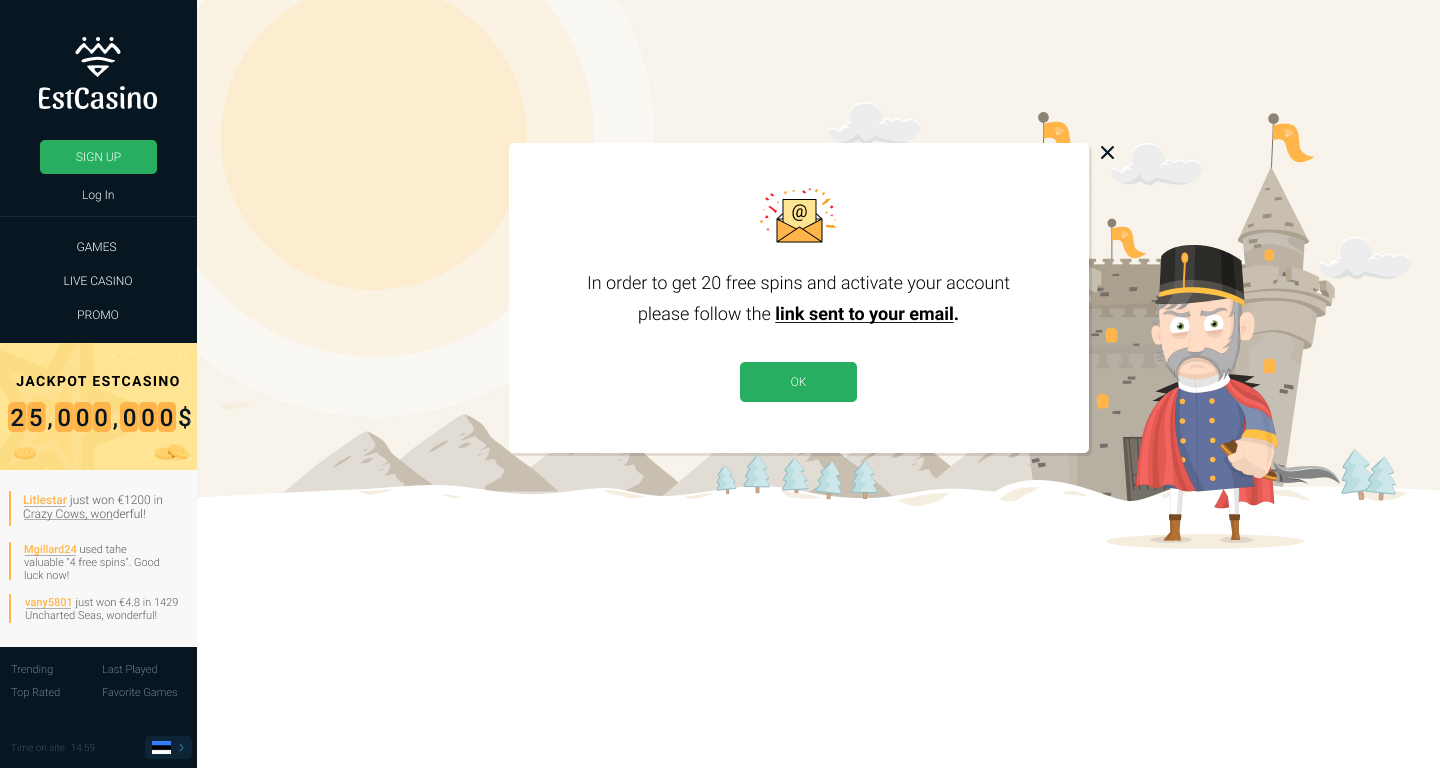 EstCasino
SIGN UP
Log In
GAMES
LIVE CASINO
PROMO
JACKPOT ESTCASINO
25,000,000$
Litlestar just won €1200 in
Crazy Cows, wonderful!
Mgillard24 used tahe
valuable "4 free spins". Good
luck now!
vany5801 just won €4.8 in 1429
Uncharted Seas, wonderful!
Trending Last Played
Top Rated Favorite Games
Time on site: 14:59
@
In order to get 20 free spins and activate your account
please follow the link sent to your email.
OK